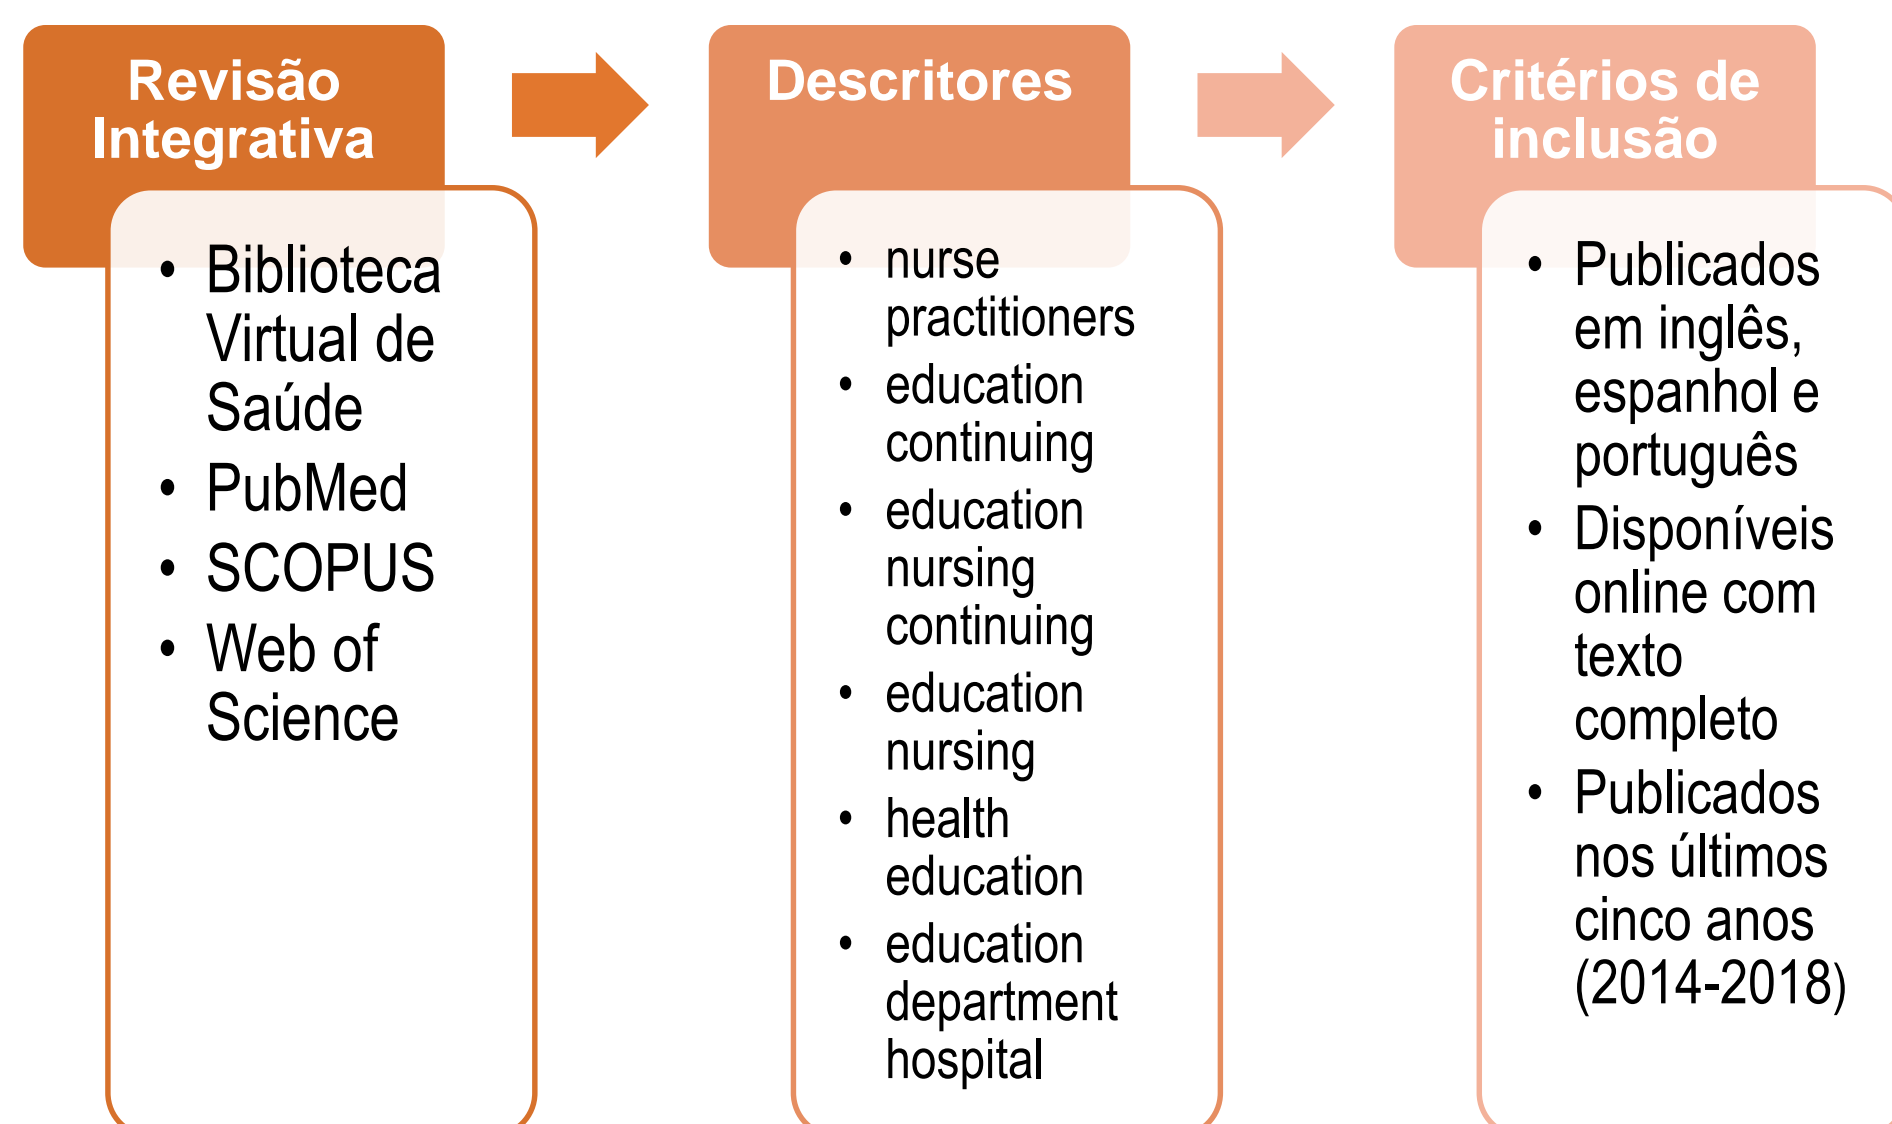 Revisão
Integrativa
• Biblioteca
Virtual de
Saúde
• PubMed
• SCOPUS
• Web of
Science
Descritores
• nurse
practitioners
• education
continuing
• education
nursing
continuing
• education
nursing
• health
education
• education
department
hospital
Critérios de
inclusão
• Publicados
em inglês,
espanhol e
português
• Disponíveis
online com
texto
completo
• Publicados
nos últimos
cinco anos
(2014-2018)